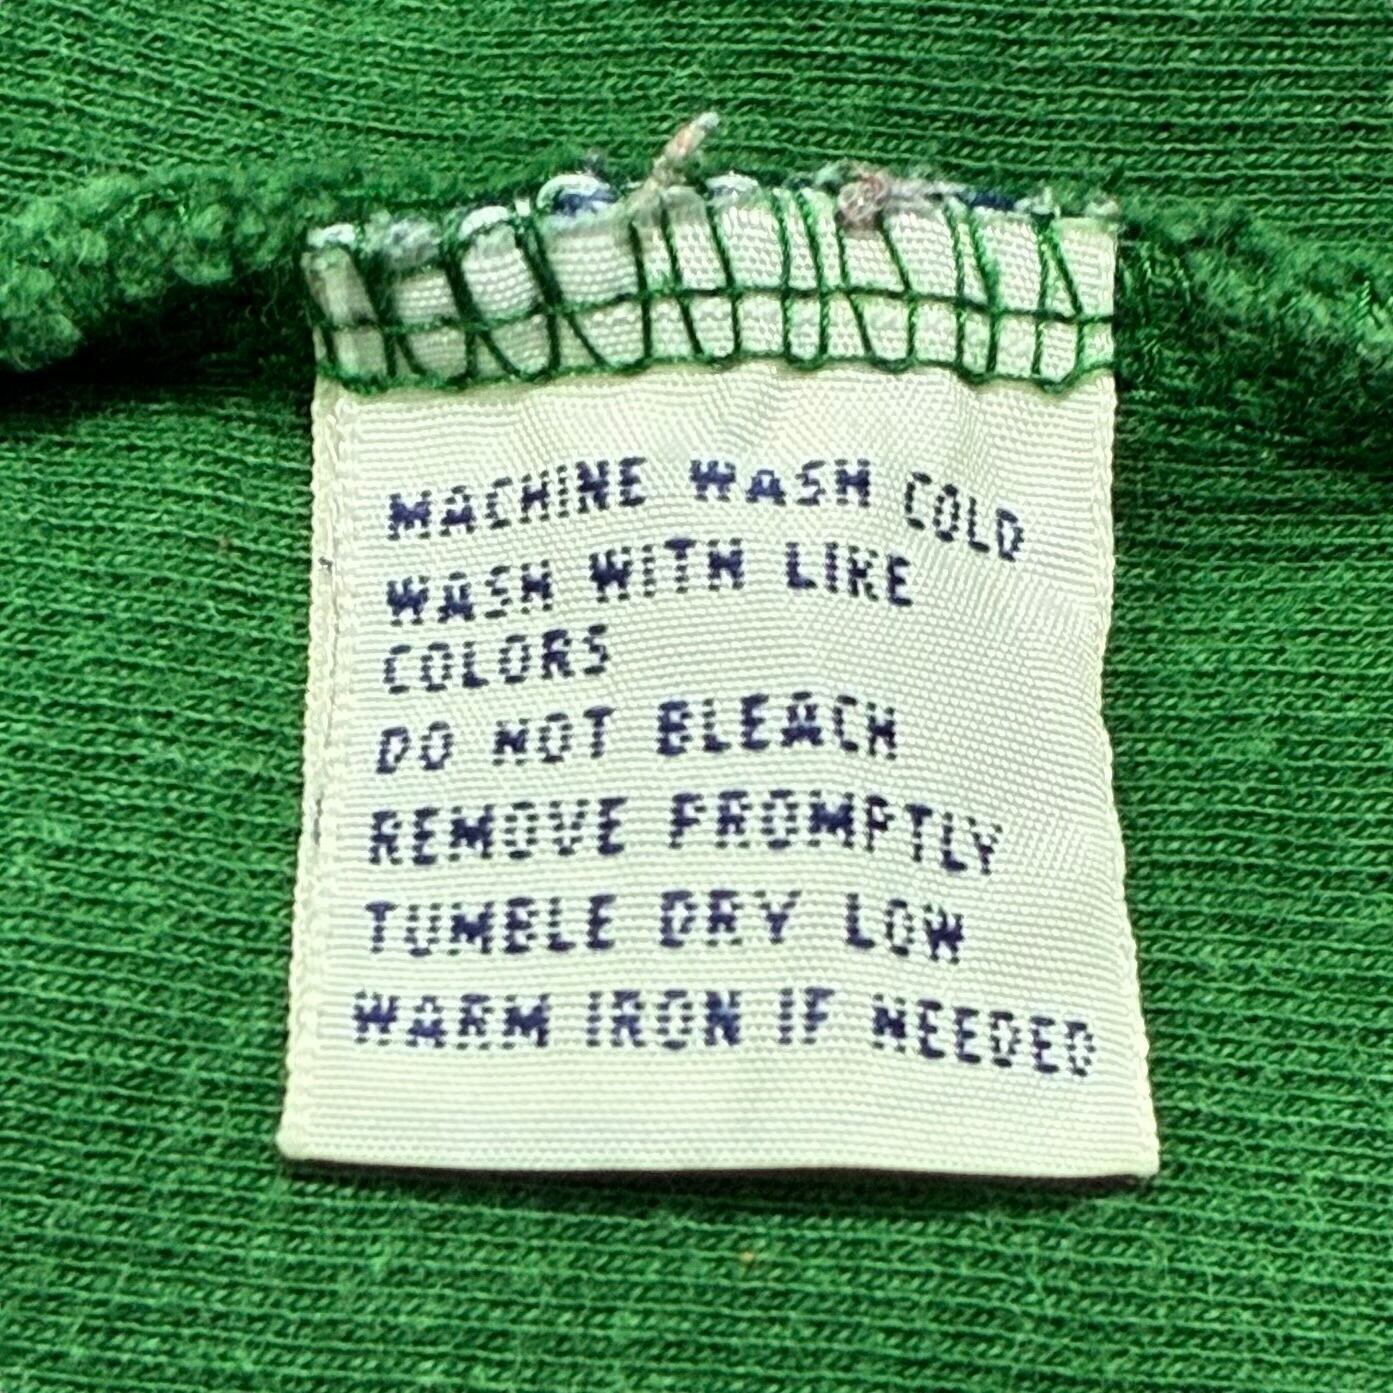 MACHINE WASH COLD
WASH WITH LIKE
COLORS
DO NOT BLEACH
REMOVE PROMPTLY
TUMBLE DRY LOW
WARM IRON IF NEEDED